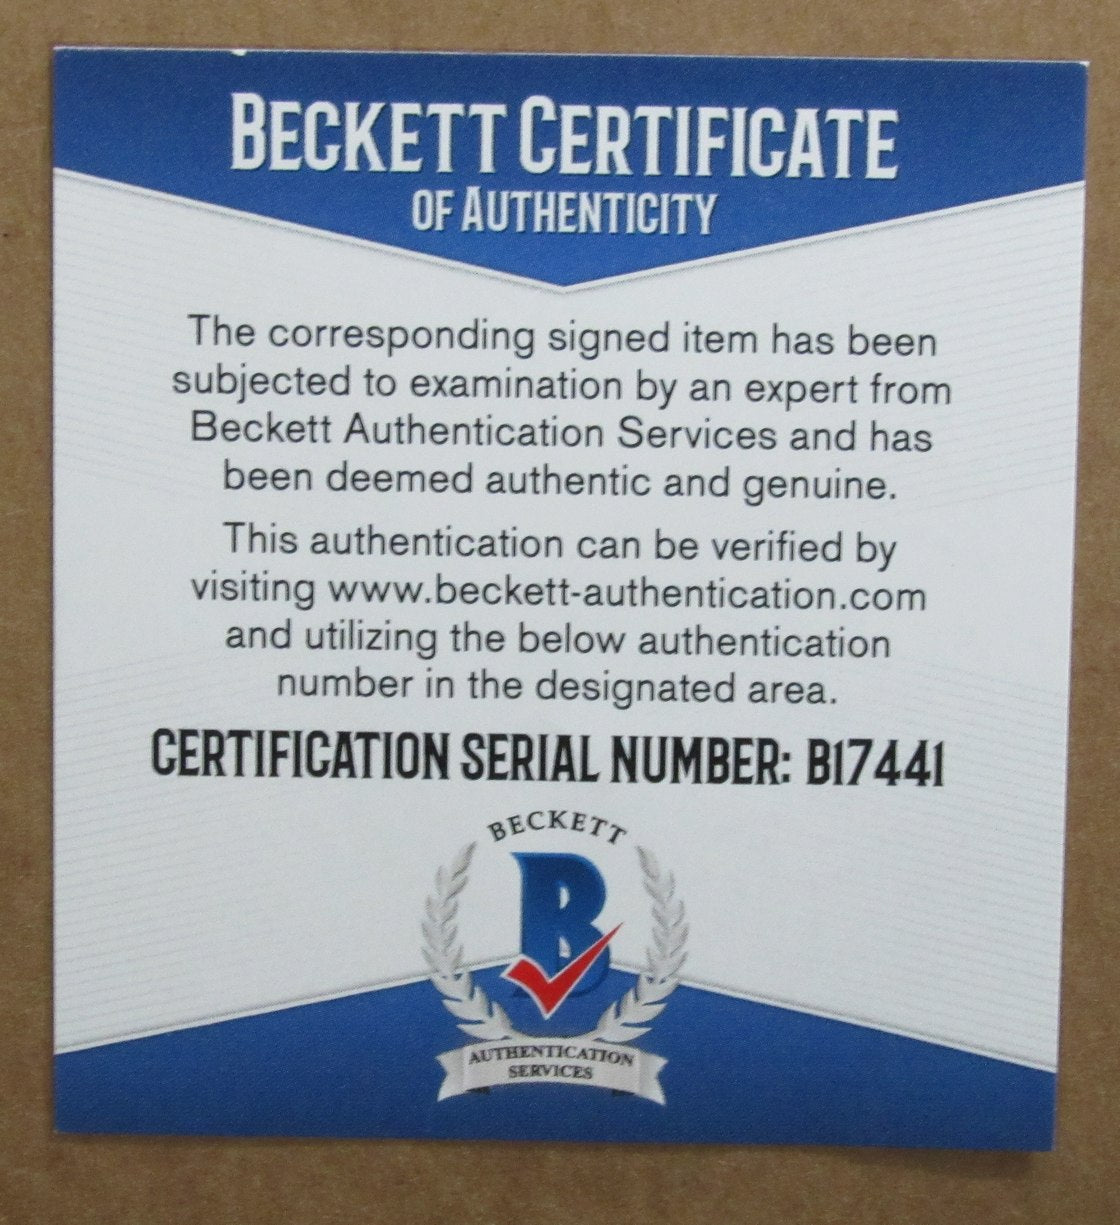 BECKETT CERTIFICATE
OF AUTHENTICITY
The corresponding signed item has been
subjected to examination by an expert from
Beckett Authentication Services and has
been deemed authentic and genuine.
This authentication can be verified by
visiting www.beckett-authentication.com
and utilizing the below authentication
number in the designated area.
CERTIFICATION SERIAL NUMBER: B17441
BECKETT
B
AUTHENTICATION
SERVICES